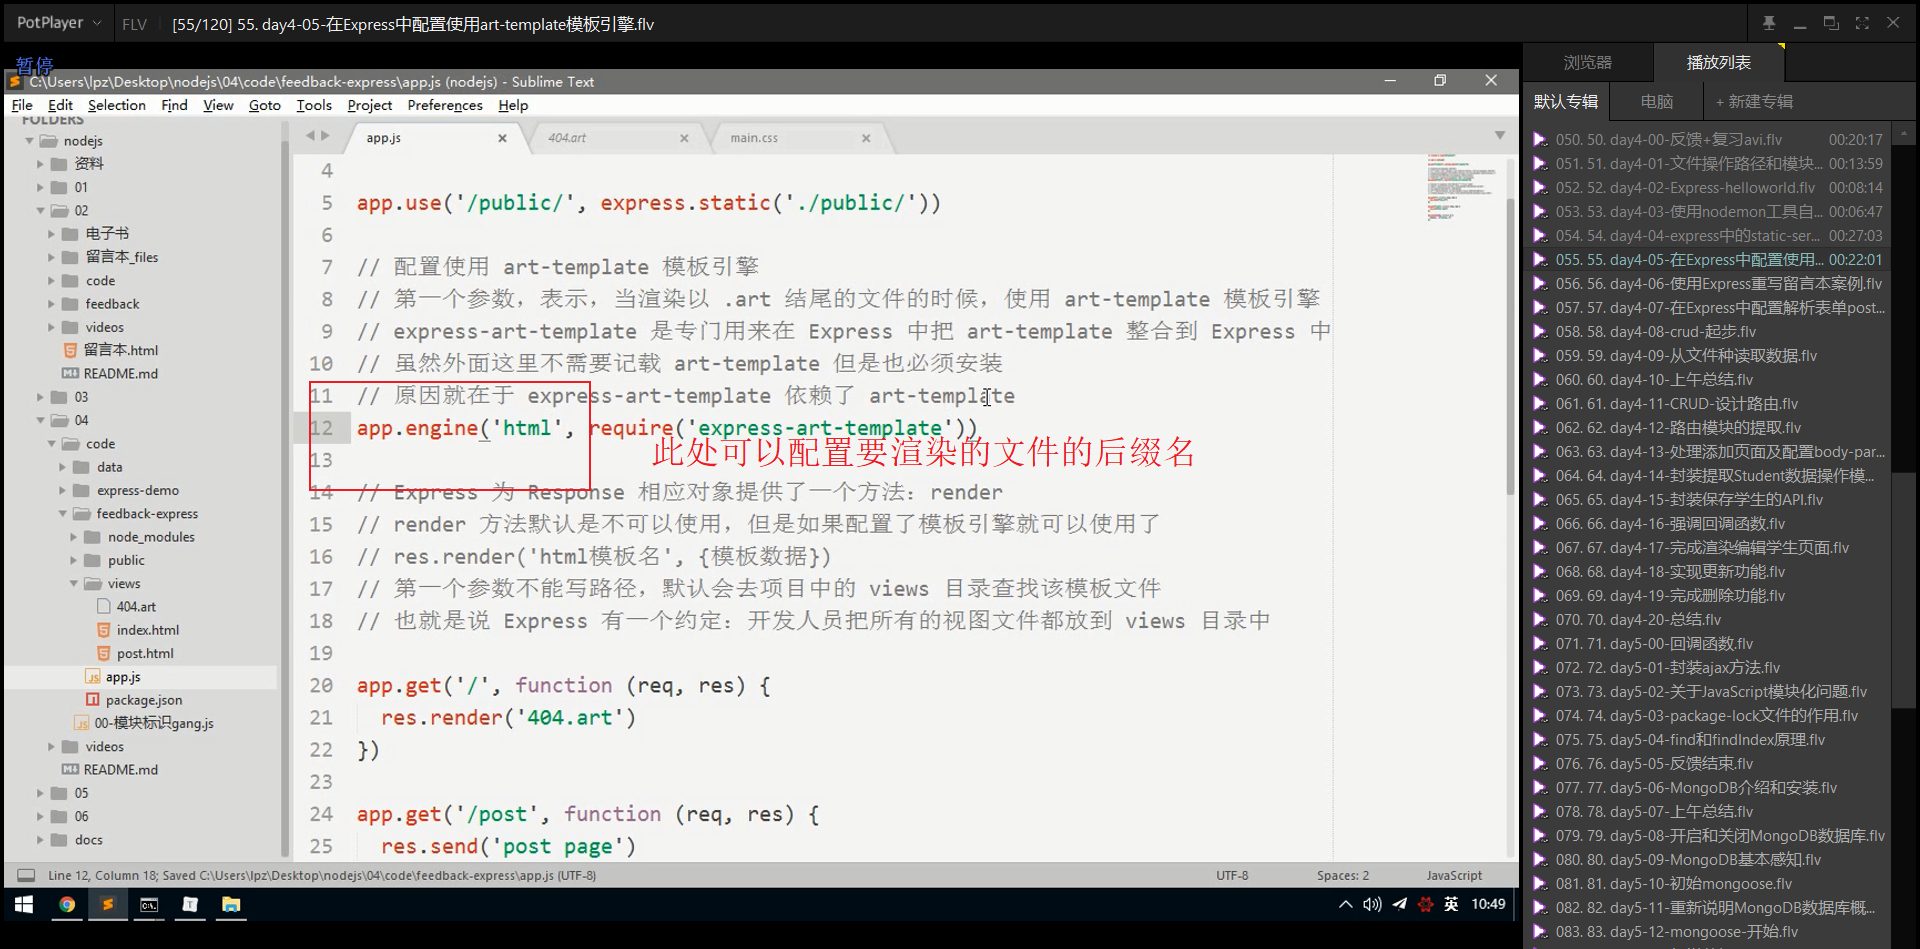 PotPlayer
FLV
[55/120] 55. day4-05-在Express中配置使用art-template模板引擎.flv
暂停
C:\Users\lpz\Desktop\nodejs\04\code\feedback-express\app.js (nodejs) - Sublime Text
File Edit Selection Find View Goto Tools Project Preferences Help
FOLDERS
nodejs
资料
01
02
电子书
留言本_files
code
feedback
videos
留言本.html
README.md
03
04
code
data
express-demo
feedback-express
node_modules
public
views
404.art
index.html
post.html
app.js
package.json
00-模块标识gang.js
videos
README.md
05
06
docs
app.js
404.art
main.css
4
5 app.use('/public/', express.static('./public/'))
6
7 // 配置使用 art-template 模板引擎
8 // 第一个参数，表示，当渲染以 .art 结尾的文件的时候，使用 art-template 模板引擎
9 // express-art-template 是专门用来在 Express 中把 art-template 整合到 Express 中
10 // 虽然外面这里不需要记载 art-template 但是也必须安装
11 // 原因就在于 express-art-template 依赖了 art-template
12 app.engine('html', require('express-art-template'))
此处可以配置要渲染的文件的后缀名
13
14 // Express 为 Response 相应对象提供了一个方法：render
15 // render 方法默认是不可以使用，但是如果配置了模板引擎就可以使用了
16 // res.render('html模板名', {模板数据})
17 // 第一个参数不能写路径，默认会去项目中的 views 目录查找该模板文件
18 // 也就是说 Express 有一个约定：开发人员把所有的视图文件都放到 views 目录中
19
20 app.get('/', function (req, res) {
21 res.render('404.art')
22 })
23
24 app.get('/post', function (req, res) {
25 res.send('post page')
Line 12, Column 18; Saved C:\Users\lpz\Desktop\nodejs\04\code\feedback-express\app.js (UTF-8)
UTF-8
Spaces: 2
JavaScript
英
10:49
浏览器
播放列表
默认专辑
电脑
+ 新建专辑
050. 50. day4-00-反馈+复习avi.flv 00:20:17
051. 51. day4-01-文件操作路径和模块... 00:13:59
052. 52. day4-02-Express-helloworld.flv 00:08:14
053. 53. day4-03-使用nodemon工具自... 00:06:47
054. 54. day4-04-express中的static-ser... 00:27:03
055. 55. day4-05-在Express中配置使用... 00:22:01
056. 56. day4-06-使用Express重写留言本案例.flv
057. 57. day4-07-在Express中配置解析表单post...
058. 58. day4-08-crud-起步.flv
059. 59. day4-09-从文件种读取数据.flv
060. 60. day4-10-上午总结.flv
061. 61. day4-11-CRUD-设计路由.flv
062. 62. day4-12-路由模块的提取.flv
063. 63. day4-13-处理添加页面及配置body-par...
064. 64. day4-14-封装提取Student数据操作模...
065. 65. day4-15-封装保存学生的API.flv
066. 66. day4-16-强调回调函数.flv
067. 67. day4-17-完成渲染编辑学生页面.flv
068. 68. day4-18-实现更新功能.flv
069. 69. day4-19-完成删除功能.flv
070. 70. day4-20-总结.flv
071. 71. day5-00-回调函数.flv
072. 72. day5-01-封装ajax方法.flv
073. 73. day5-02-关于JavaScript模块化问题.flv
074. 74. day5-03-package-lock文件的作用.flv
075. 75. day5-04-find和findIndex原理.flv
076. 76. day5-05-反馈结束.flv
077. 77. day5-06-MongoDB介绍和安装.flv
078. 78. day5-07-上午总结.flv
079. 79. day5-08-开启和关闭MongoDB数据库.flv
080. 80. day5-09-MongoDB基本感知.flv
081. 81. day5-10-初始mongoose.flv
082. 82. day5-11-重新说明MongoDB数据库概...
083. 83. day5-12-mongoose-开始.flv